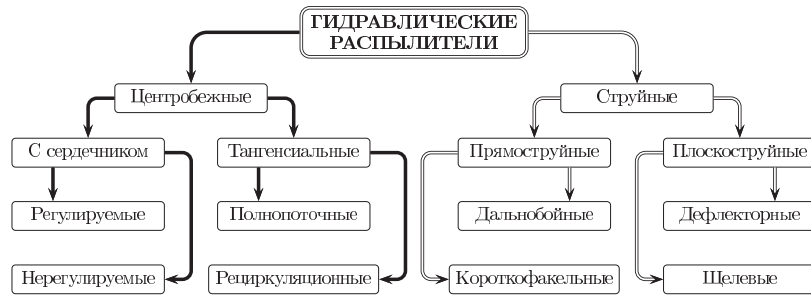 ГИДРАВЛИЧЕСКИЕ
РАСПЫЛИТЕЛИ
Центробежные
Струйные
С сердечником
Тангенсиальные
Прямоструйные
Плоскоструйные
Регулируемые
Полнопоточные
Дальнобойные
Дефлекторные
Нерегулируемые
Рециркуляционные
Короткофакельные
Щелевые